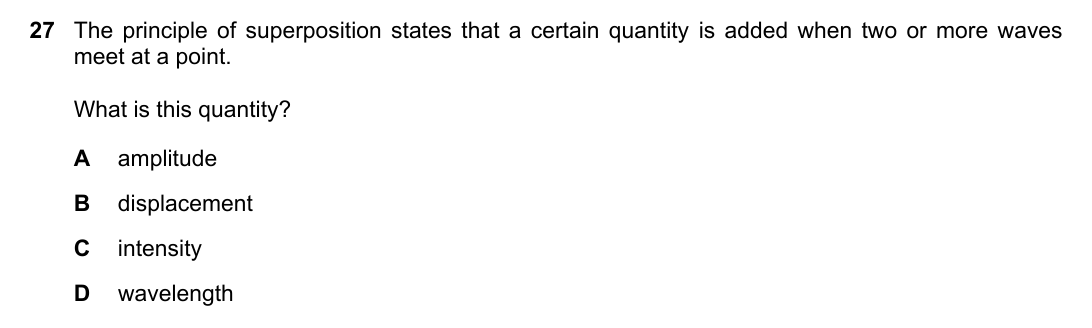 27 The principle of superposition states that a certain quantity is added when two or more waves
meet at a point.
What is this quantity?
A amplitude
B displacement
C intensity
D wavelength